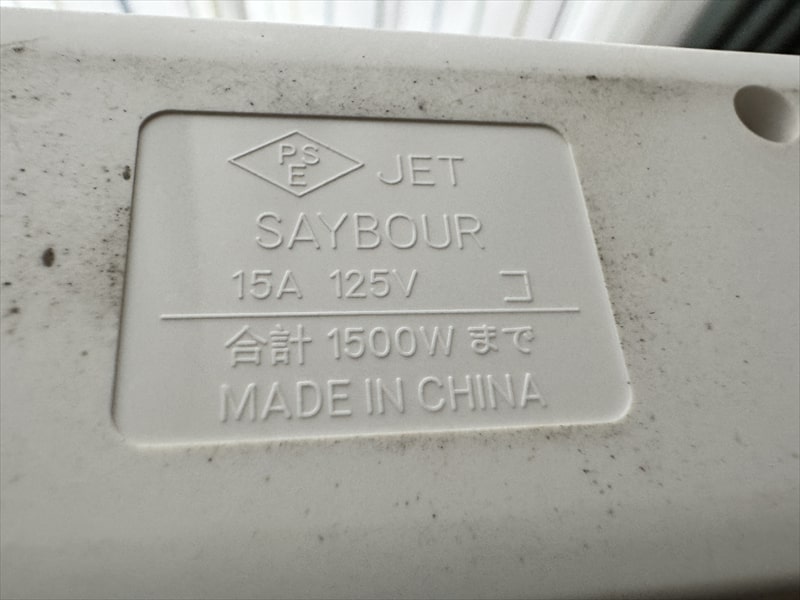 PSE JET
SAYBOUR
15A 125V コ
合計 1500W まで
MADE IN CHINA